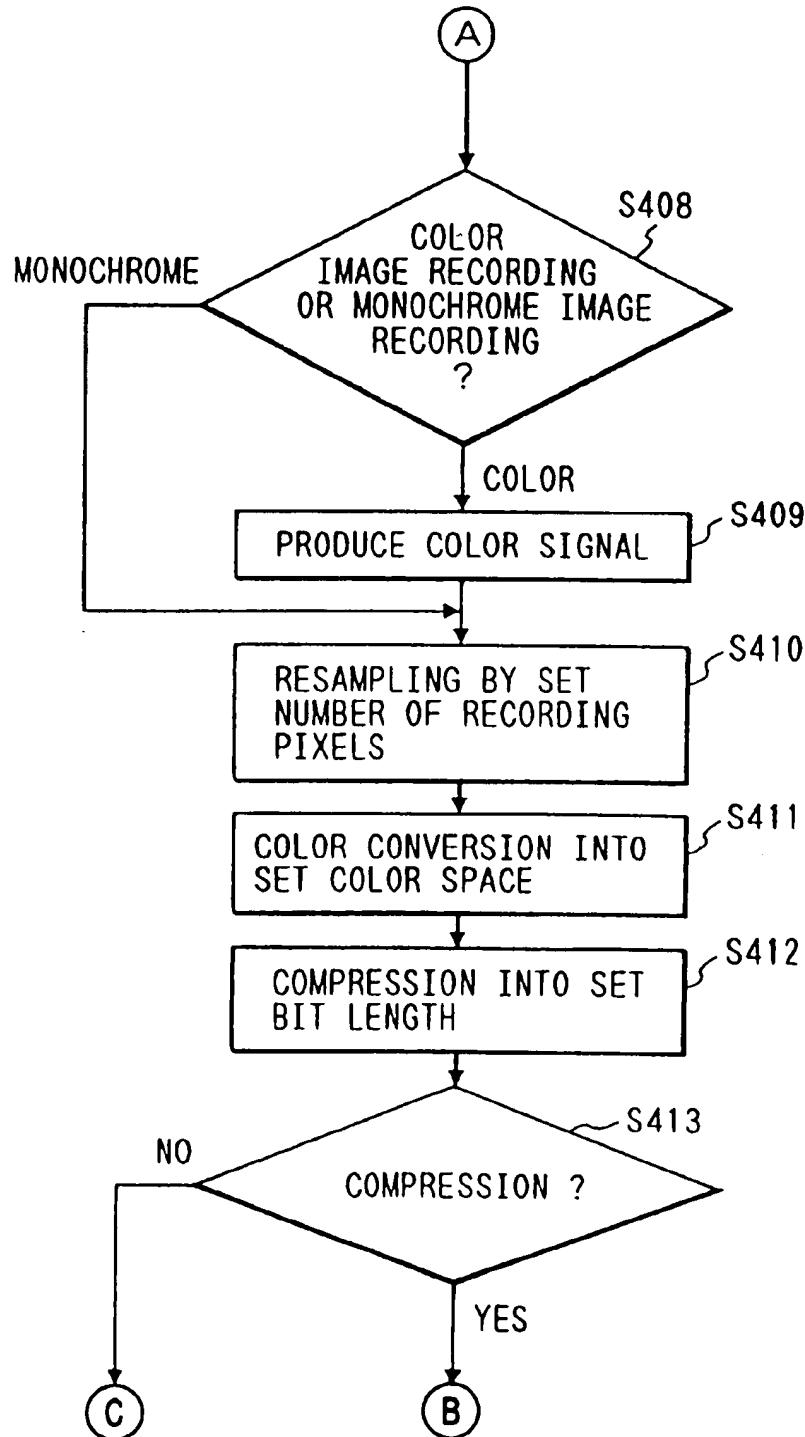 A
S408
COLOR
IMAGE RECORDING
OR MONOCHROME IMAGE
RECORDING
?
MONOCHROME
COLOR
S409
PRODUCE COLOR SIGNAL
S410
RESAMPLING BY SET
NUMBER OF RECORDING
PIXELS
S411
COLOR CONVERSION INTO
SET COLOR SPACE
S412
COMPRESSION INTO SET
BIT LENGTH
S413
COMPRESSION ?
NO
YES
C
B